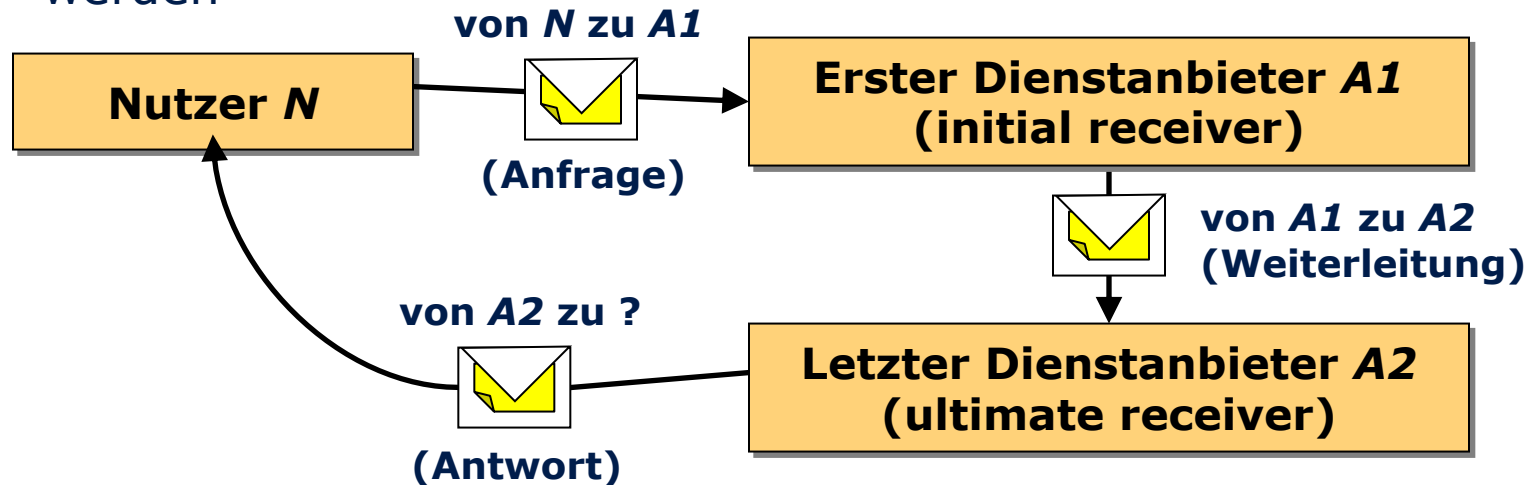 werden
von N zu A1
Nutzer N
(Anfrage)
Erster Dienstanbieter A1
(initial receiver)
von A1 zu A2
(Weiterleitung)
von A2 zu ?
(Antwort)
Letzter Dienstanbieter A2
(ultimate receiver)